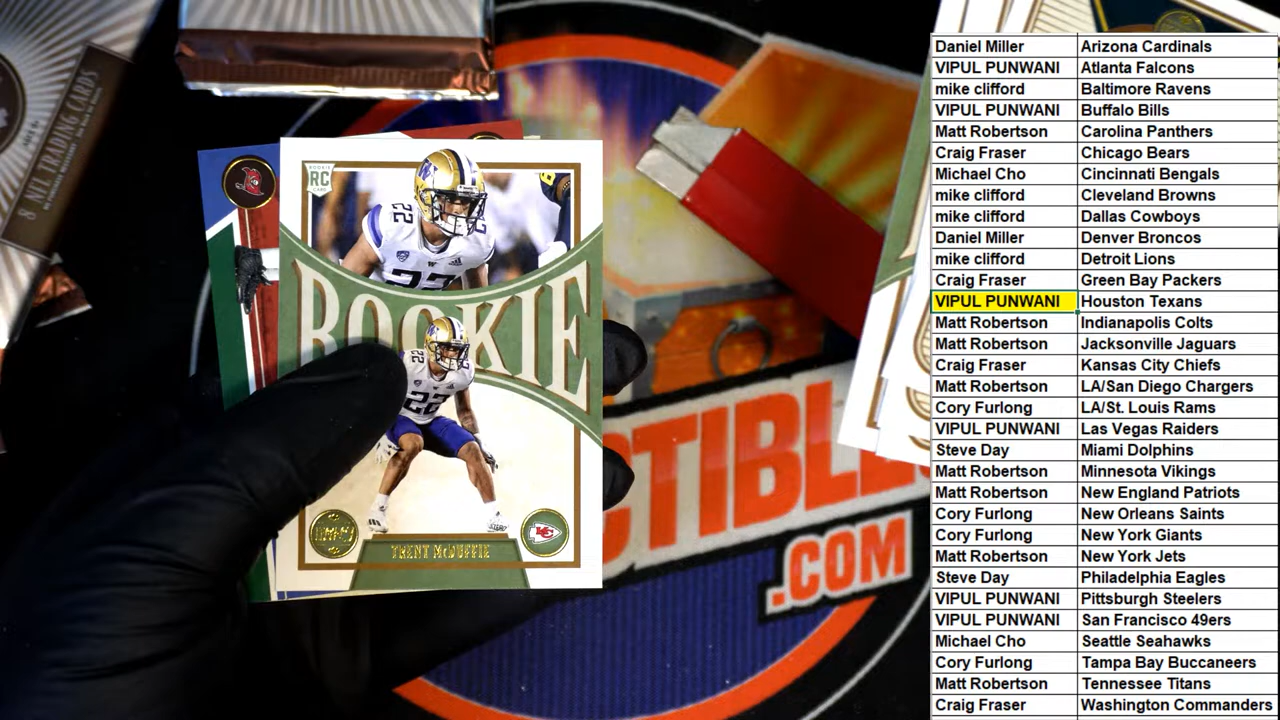 8 NFL TRADING CARDS
ROOKIE
RC
CARD
22
22
ROOKIE
22
22
LEGACY
KC
TRENT McDUFFIE
CTIBLE
.COM
Daniel Miller Arizona Cardinals
VIPUL PUNWANI Atlanta Falcons
mike clifford Baltimore Ravens
VIPUL PUNWANI Buffalo Bills
Matt Robertson Carolina Panthers
Craig Fraser Chicago Bears
Michael Cho Cincinnati Bengals
mike clifford Cleveland Browns
mike clifford Dallas Cowboys
Daniel Miller Denver Broncos
mike clifford Detroit Lions
Craig Fraser Green Bay Packers
VIPUL PUNWANI Houston Texans
Matt Robertson Indianapolis Colts
Matt Robertson Jacksonville Jaguars
Craig Fraser Kansas City Chiefs
Matt Robertson LA/San Diego Chargers
Cory Furlong LA/St. Louis Rams
VIPUL PUNWANI Las Vegas Raiders
Steve Day Miami Dolphins
Matt Robertson Minnesota Vikings
Matt Robertson New England Patriots
Cory Furlong New Orleans Saints
Cory Furlong New York Giants
Matt Robertson New York Jets
Steve Day Philadelphia Eagles
VIPUL PUNWANI Pittsburgh Steelers
VIPUL PUNWANI San Francisco 49ers
Michael Cho Seattle Seahawks
Cory Furlong Tampa Bay Buccaneers
Matt Robertson Tennessee Titans
Craig Fraser Washington Commanders